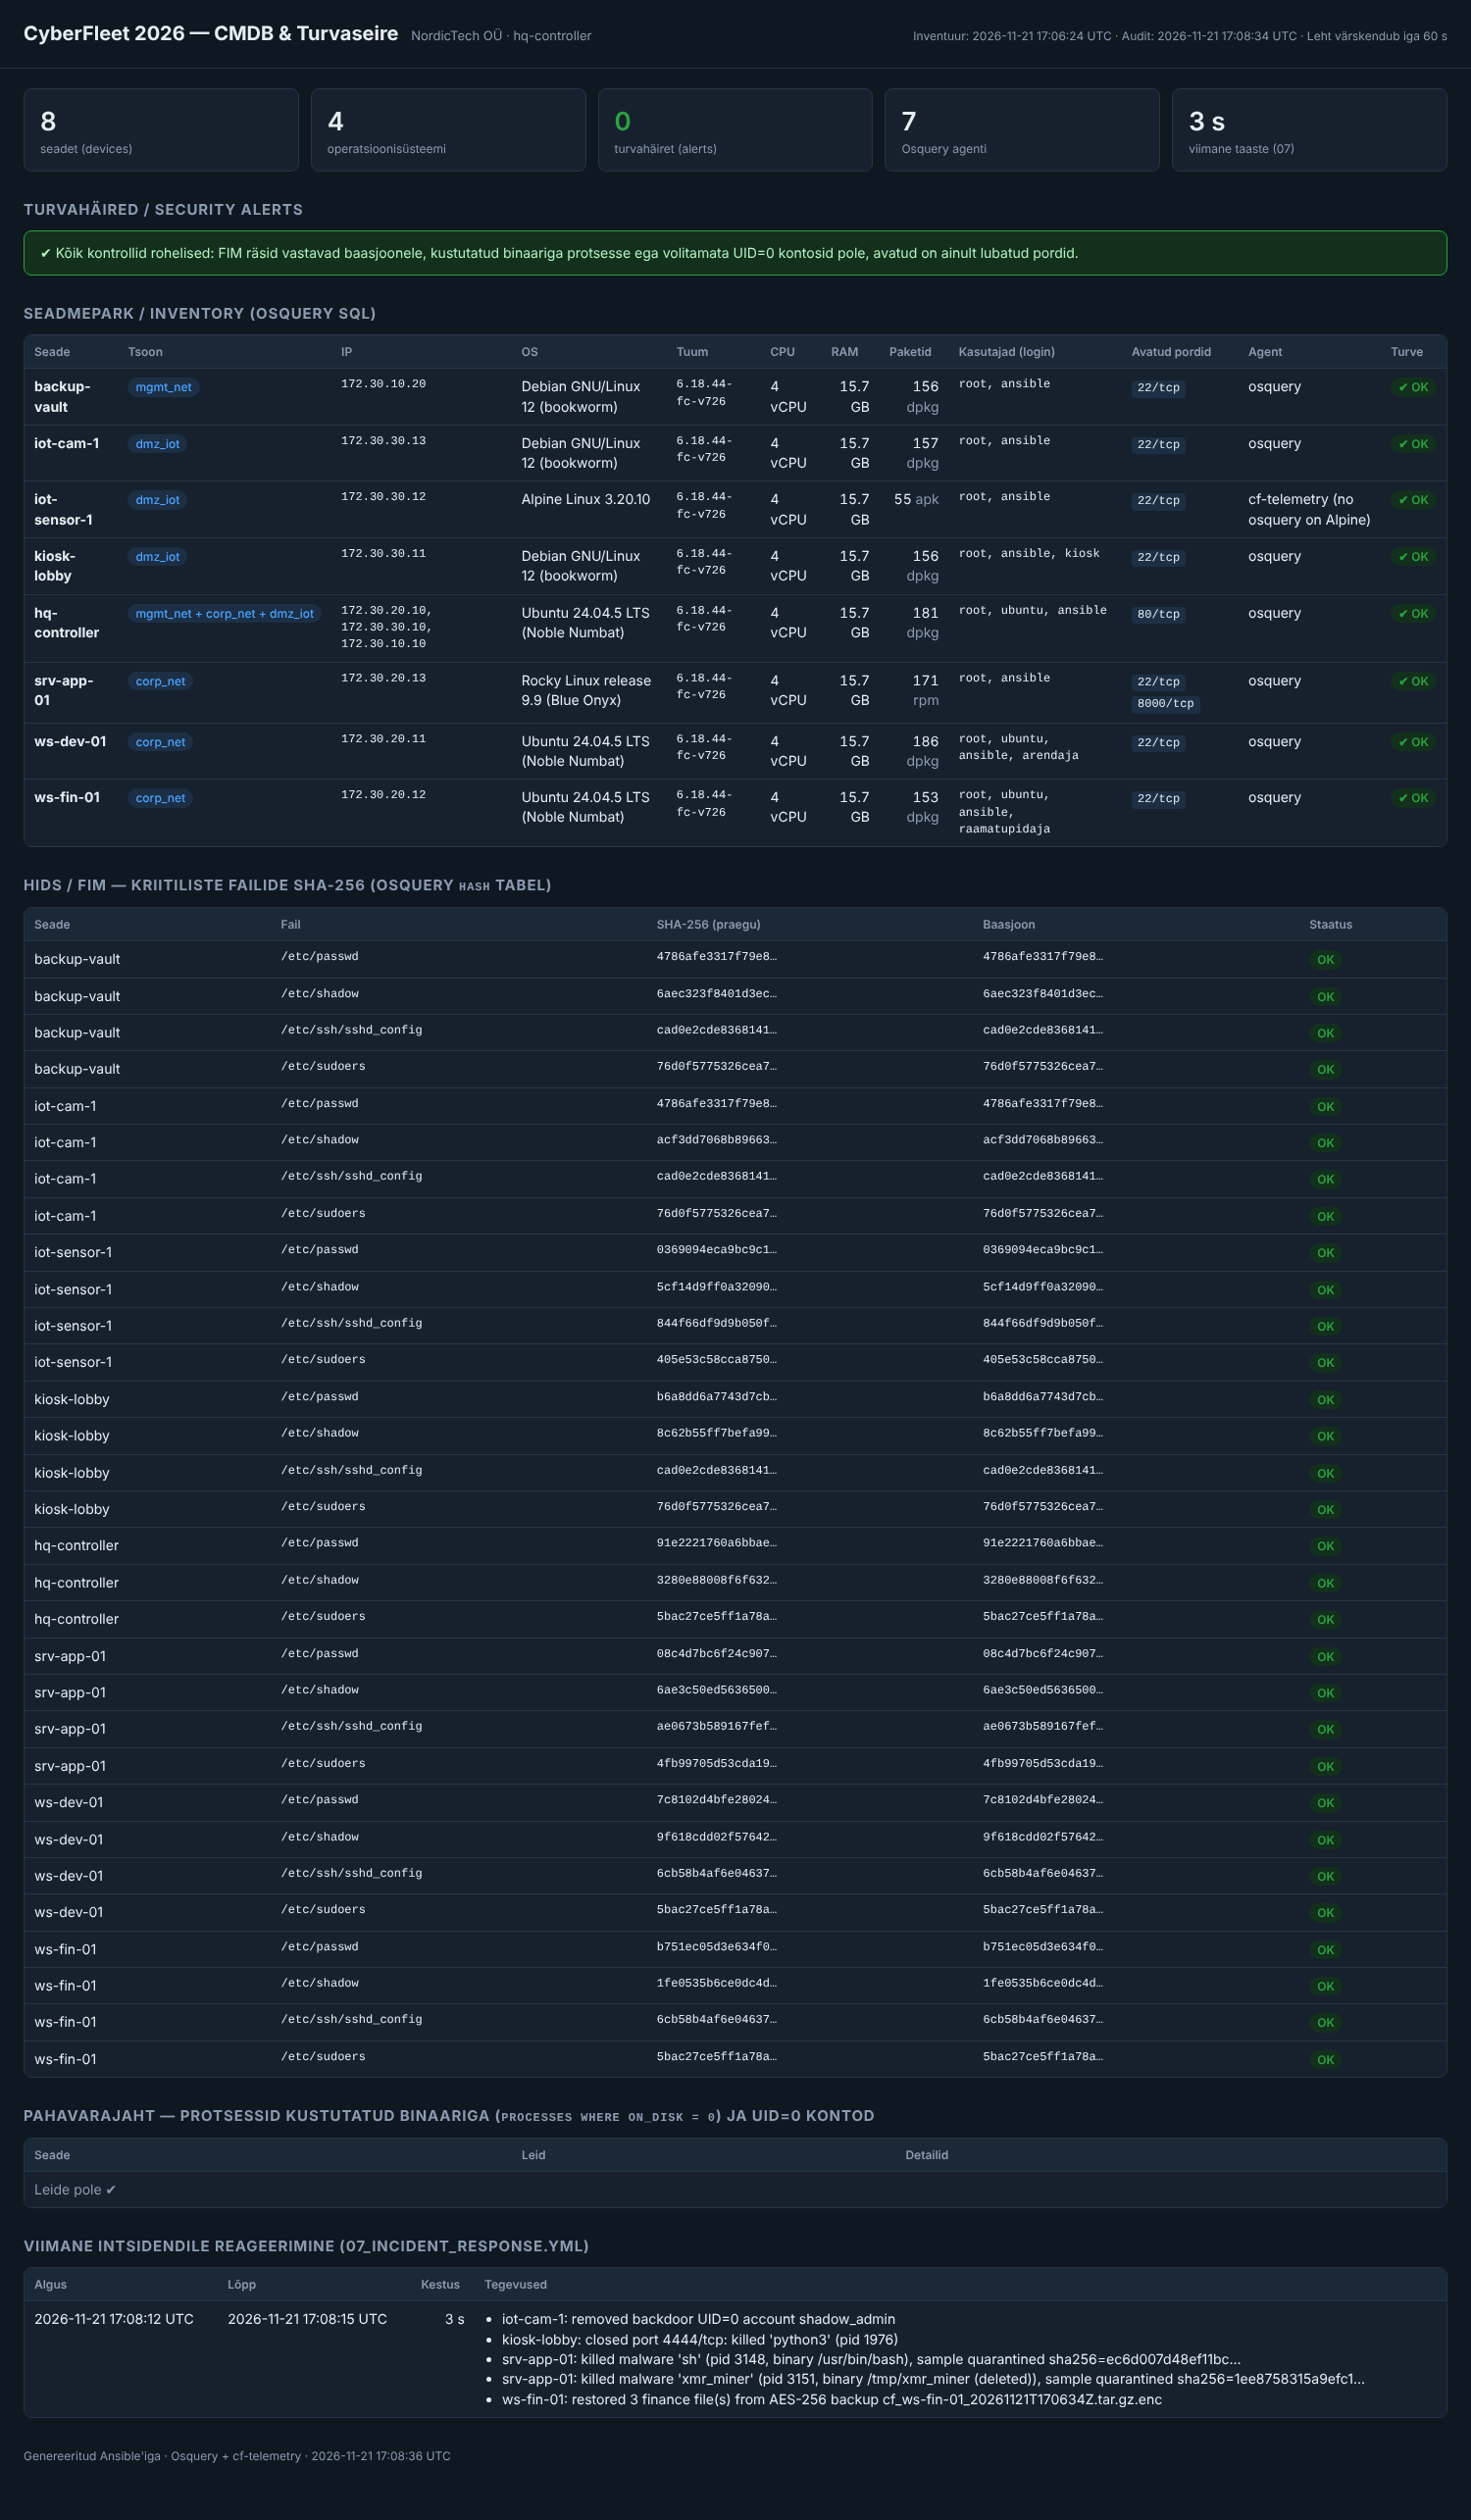 CyberFleet 2026 — CMDB & Turvaseire NordicTech OÜ · hq-controller Inventuur: 2026-11-21 17:06:24 UTC · Audit: 2026-11-21 17:08:34 UTC · Leht värskendub iga 60 s
8
seadet (devices)
4
operatsioonisüsteemi
0
turvahäiret (alerts)
7
Osquery agenti
3 s
viimane taaste (07)
TURVAHÄIRED / SECURITY ALERTS
✔ Kõik kontrollid rohelised: FIM räsid vastavad baasjoonele, kustutatud binaariga protsesse ega volitamata UID=0 kontosid pole, avatud on ainult lubatud pordid.
SEADMEPARK / INVENTORY (OSQUERY SQL)
Seade Tsoon IP OS Tuum CPU RAM Paketid Kasutajad (login) Avatud pordid Agent Turve
backup- mgmt_net 172.30.10.20 Debian GNU/Linux 6.18.44- 4 15.7 156 root, ansible 22/tcp osquery ✔ OK
vault 12 (bookworm) fc-v726 vCPU GB dpkg
iot-cam-1 dmz_iot 172.30.30.13 Debian GNU/Linux 6.18.44- 4 15.7 157 root, ansible 22/tcp osquery ✔ OK
12 (bookworm) fc-v726 vCPU GB dpkg
iot- dmz_iot 172.30.30.12 Alpine Linux 3.20.10 6.18.44- 4 15.7 55 apk root, ansible 22/tcp cf-telemetry (no ✔ OK
sensor-1 fc-v726 vCPU GB osquery on Alpine)
kiosk- dmz_iot 172.30.30.11 Debian GNU/Linux 6.18.44- 4 15.7 156 root, ansible, kiosk 22/tcp osquery ✔ OK
lobby 12 (bookworm) fc-v726 vCPU GB dpkg
hq- mgmt_net + corp_net + dmz_iot 172.30.20.10, Ubuntu 24.04.5 LTS 6.18.44- 4 15.7 181 root, ubuntu, ansible 80/tcp osquery ✔ OK
controller 172.30.30.10, (Noble Numbat) fc-v726 vCPU GB dpkg
172.30.10.10
srv-app- corp_net 172.30.20.13 Rocky Linux release 6.18.44- 4 15.7 171 root, ansible 22/tcp osquery ✔ OK
01 9.9 (Blue Onyx) fc-v726 vCPU GB rpm 8000/tcp
ws-dev-01 corp_net 172.30.20.11 Ubuntu 24.04.5 LTS 6.18.44- 4 15.7 186 root, ubuntu, 22/tcp osquery ✔ OK
(Noble Numbat) fc-v726 vCPU GB dpkg ansible, arendaja
ws-fin-01 corp_net 172.30.20.12 Ubuntu 24.04.5 LTS 6.18.44- 4 15.7 153 root, ubuntu, 22/tcp osquery ✔ OK
(Noble Numbat) fc-v726 vCPU GB dpkg ansible,
raamatupidaja
HIDS / FIM — KRIITILISTE FAILIDE SHA-256 (OSQUERY HASH TABEL)
Seade Fail SHA-256 (praegu) Baasjoon Staatus
backup-vault /etc/passwd 4786afe3317f79e8… 4786afe3317f79e8… OK
backup-vault /etc/shadow 6aec323f8401d3ec… 6aec323f8401d3ec… OK
backup-vault /etc/ssh/sshd_config cad0e2cde8368141… cad0e2cde8368141… OK
backup-vault /etc/sudoers 76d0f5775326cea7… 76d0f5775326cea7… OK
iot-cam-1 /etc/passwd 4786afe3317f79e8… 4786afe3317f79e8… OK
iot-cam-1 /etc/shadow acf3dd7068b89663… acf3dd7068b89663… OK
iot-cam-1 /etc/ssh/sshd_config cad0e2cde8368141… cad0e2cde8368141… OK
iot-cam-1 /etc/sudoers 76d0f5775326cea7… 76d0f5775326cea7… OK
iot-sensor-1 /etc/passwd 0369094eca9bc9c1… 0369094eca9bc9c1… OK
iot-sensor-1 /etc/shadow 5cf14d9ff0a32090… 5cf14d9ff0a32090… OK
iot-sensor-1 /etc/ssh/sshd_config 844f66df9d9b050f… 844f66df9d9b050f… OK
iot-sensor-1 /etc/sudoers 405e53c58cca8750… 405e53c58cca8750… OK
kiosk-lobby /etc/passwd b6a8dd6a7743d7cb… b6a8dd6a7743d7cb… OK
kiosk-lobby /etc/shadow 8c62b55ff7befa99… 8c62b55ff7befa99… OK
kiosk-lobby /etc/ssh/sshd_config cad0e2cde8368141… cad0e2cde8368141… OK
kiosk-lobby /etc/sudoers 76d0f5775326cea7… 76d0f5775326cea7… OK
hq-controller /etc/passwd 91e2221760a6bbae… 91e2221760a6bbae… OK
hq-controller /etc/shadow 3280e88008f6f632… 3280e88008f6f632… OK
hq-controller /etc/sudoers 5bac27ce5ff1a78a… 5bac27ce5ff1a78a… OK
srv-app-01 /etc/passwd 08c4d7bc6f24c907… 08c4d7bc6f24c907… OK
srv-app-01 /etc/shadow 6ae3c50ed5636500… 6ae3c50ed5636500… OK
srv-app-01 /etc/ssh/sshd_config ae0673b589167fef… ae0673b589167fef… OK
srv-app-01 /etc/sudoers 4fb99705d53cda19… 4fb99705d53cda19… OK
ws-dev-01 /etc/passwd 7c8102d4bfe28024… 7c8102d4bfe28024… OK
ws-dev-01 /etc/shadow 9f618cdd02f57642… 9f618cdd02f57642… OK
ws-dev-01 /etc/ssh/sshd_config 6cb58b4af6e04637… 6cb58b4af6e04637… OK
ws-dev-01 /etc/sudoers 5bac27ce5ff1a78a… 5bac27ce5ff1a78a… OK
ws-fin-01 /etc/passwd b751ec05d3e634f0… b751ec05d3e634f0… OK
ws-fin-01 /etc/shadow 1fe0535b6ce0dc4d… 1fe0535b6ce0dc4d… OK
ws-fin-01 /etc/ssh/sshd_config 6cb58b4af6e04637… 6cb58b4af6e04637… OK
ws-fin-01 /etc/sudoers 5bac27ce5ff1a78a… 5bac27ce5ff1a78a… OK
PAHAVARAJAHT — PROTSESSID KUSTUTATUD BINAARIGA (PROCESSES WHERE ON_DISK = 0) JA UID=0 KONTOD
Seade Leid Detailid
Leide pole ✔
VIIMANE INTSIDENDILE REAGEERIMINE (07_INCIDENT_RESPONSE.YML)
Algus Lõpp Kestus Tegevused
2026-11-21 17:08:12 UTC 2026-11-21 17:08:15 UTC 3 s • iot-cam-1: removed backdoor UID=0 account shadow_admin
• kiosk-lobby: closed port 4444/tcp: killed 'python3' (pid 1976)
• srv-app-01: killed malware 'sh' (pid 3148, binary /usr/bin/bash), sample quarantined sha256=ec6d007d48ef11bc…
• srv-app-01: killed malware 'xmr_miner' (pid 3151, binary /tmp/xmr_miner (deleted)), sample quarantined sha256=1ee8758315a9efc1…
• ws-fin-01: restored 3 finance file(s) from AES-256 backup cf_ws-fin-01_20261121T170634Z.tar.gz.enc
Genereeritud Ansible'iga · Osquery + cf-telemetry · 2026-11-21 17:08:36 UTC